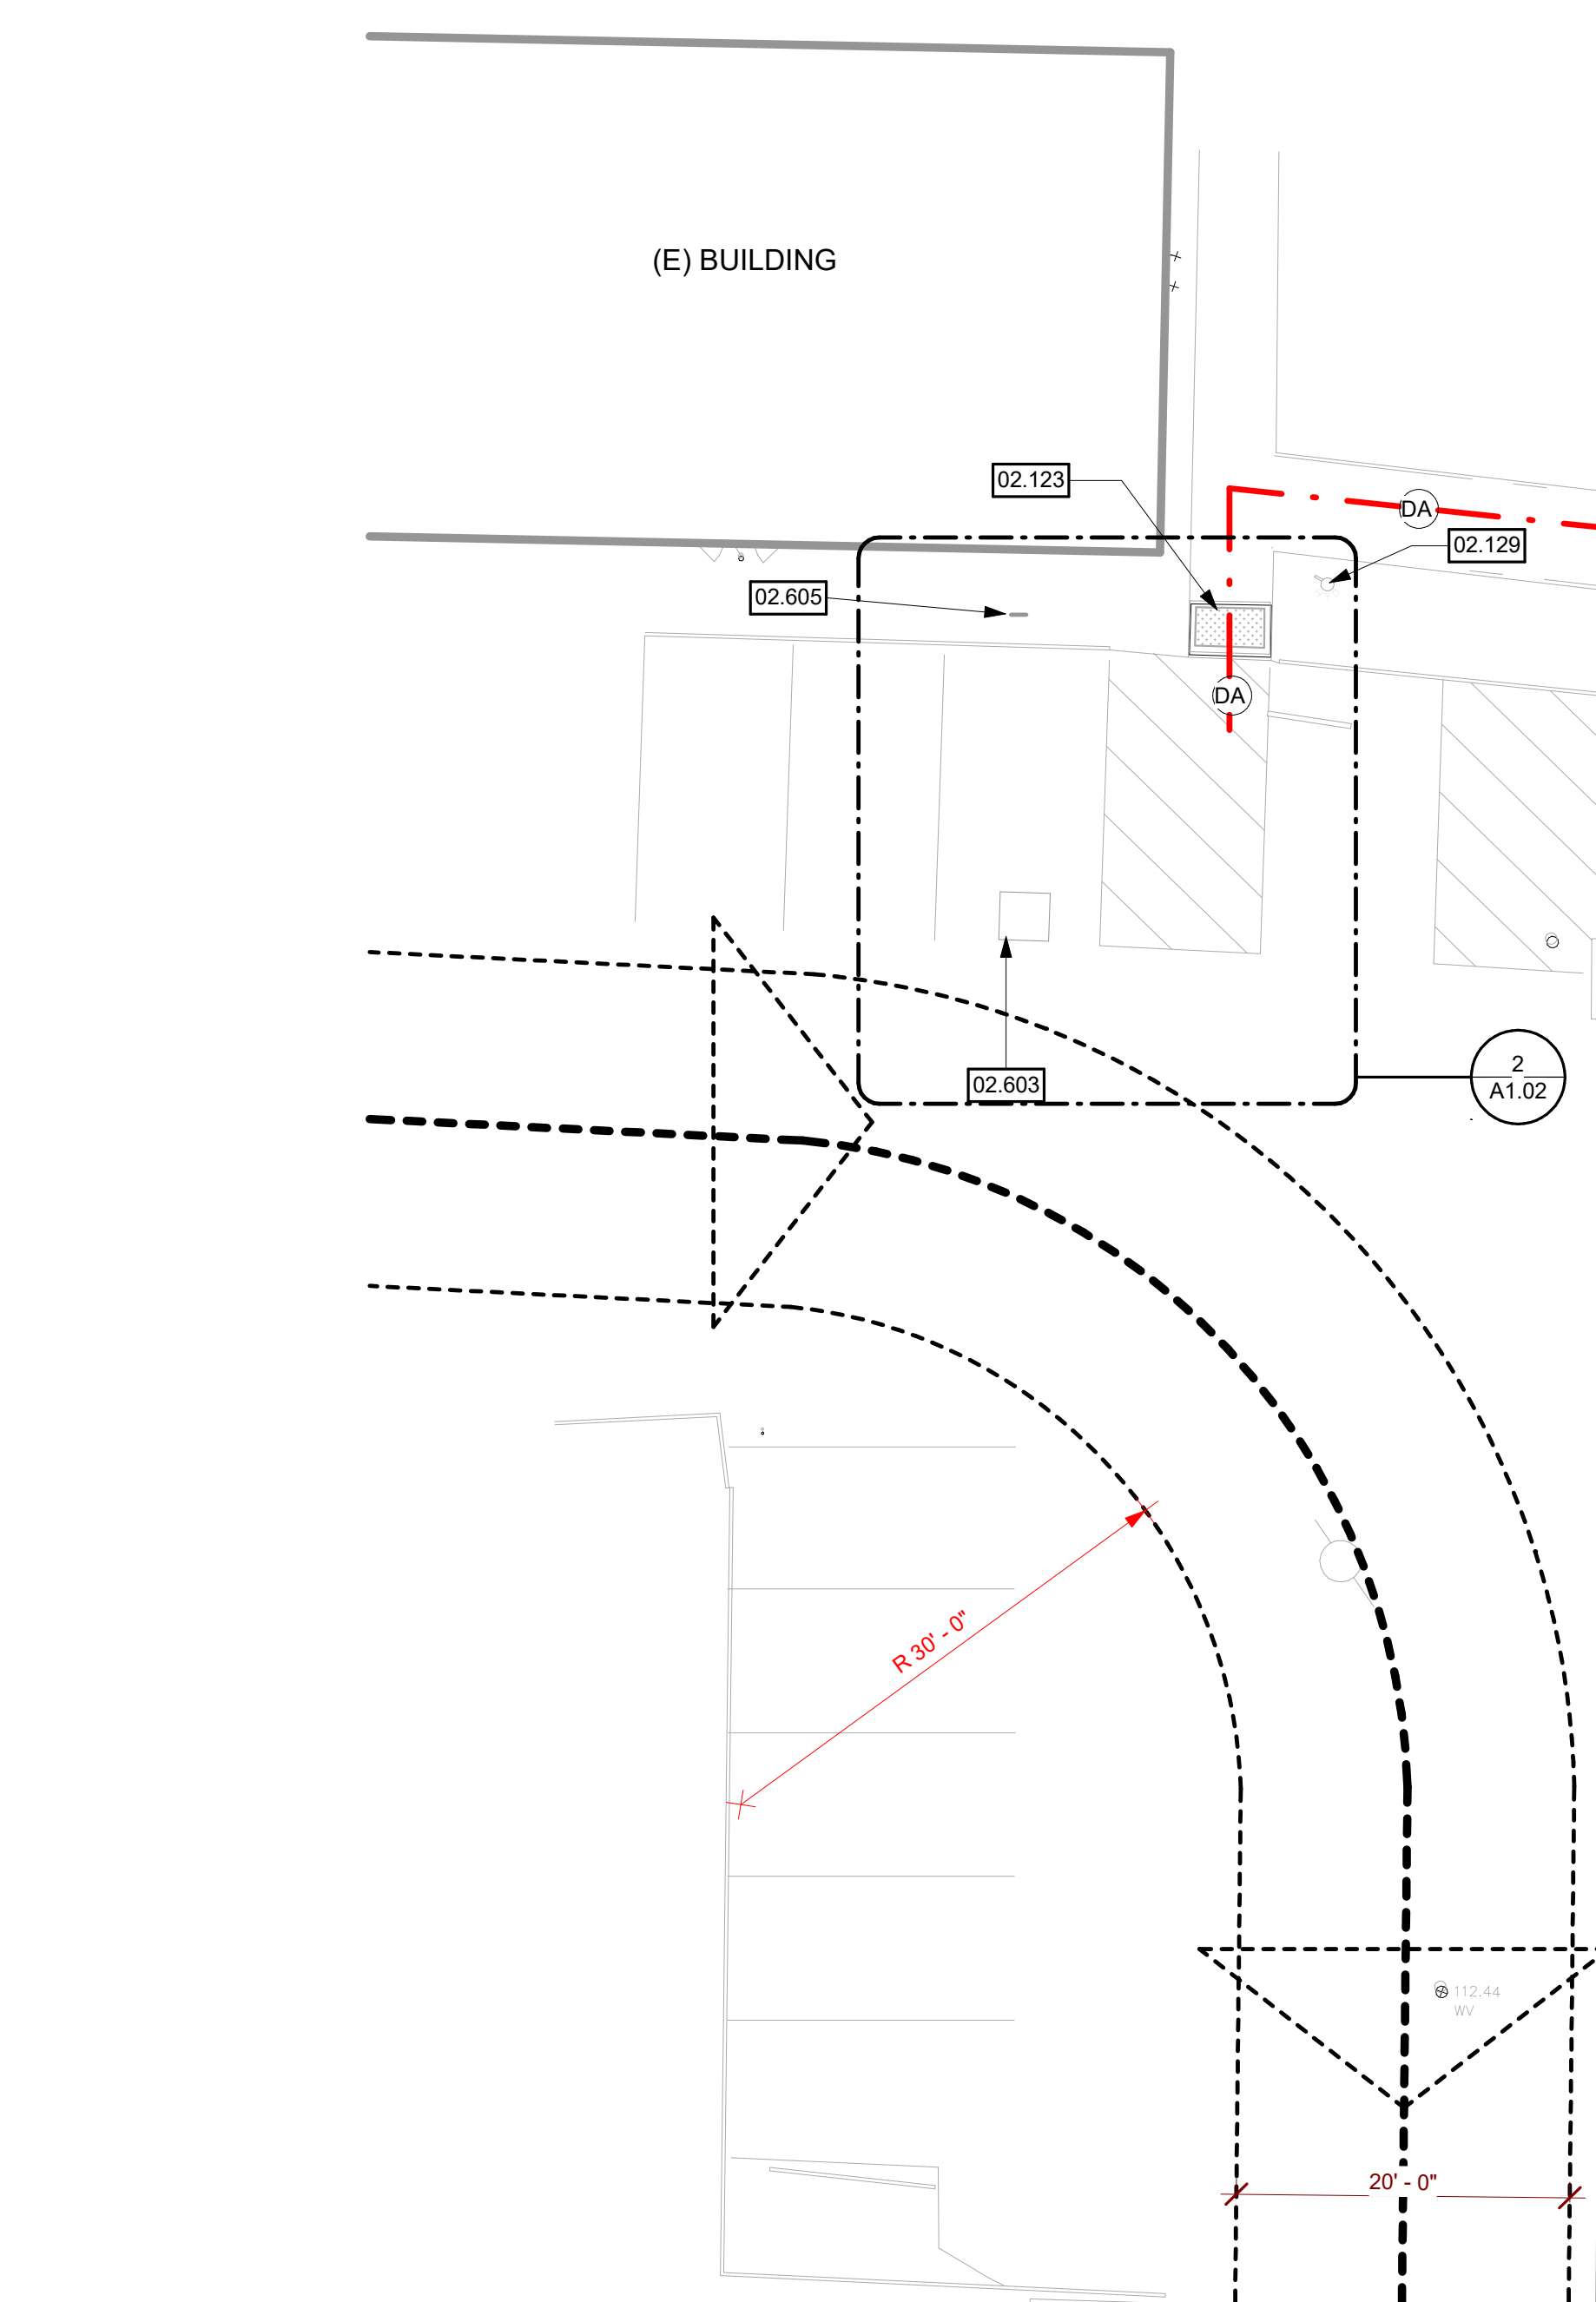 (E) BUILDING
02.123
DA
02.129
02.605
DA
2
A1.02
02.603
R 30' - 0"
112.44
WV
20' - 0"